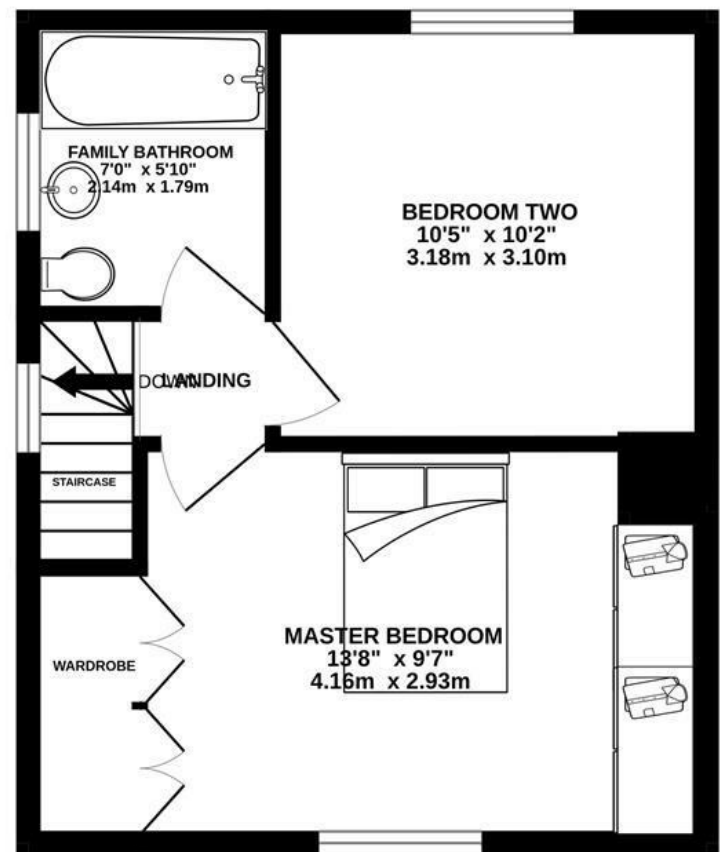 FAMILY BATHROOM
7'0" x 5'10"
2.14m x 1.79m
BEDROOM TWO
10'5" x 10'2"
3.18m x 3.10m
DOWN
LANDING
STAIRCASE
MASTER BEDROOM
13'8" x 9'7"
4.16m x 2.93m
WARDROBE